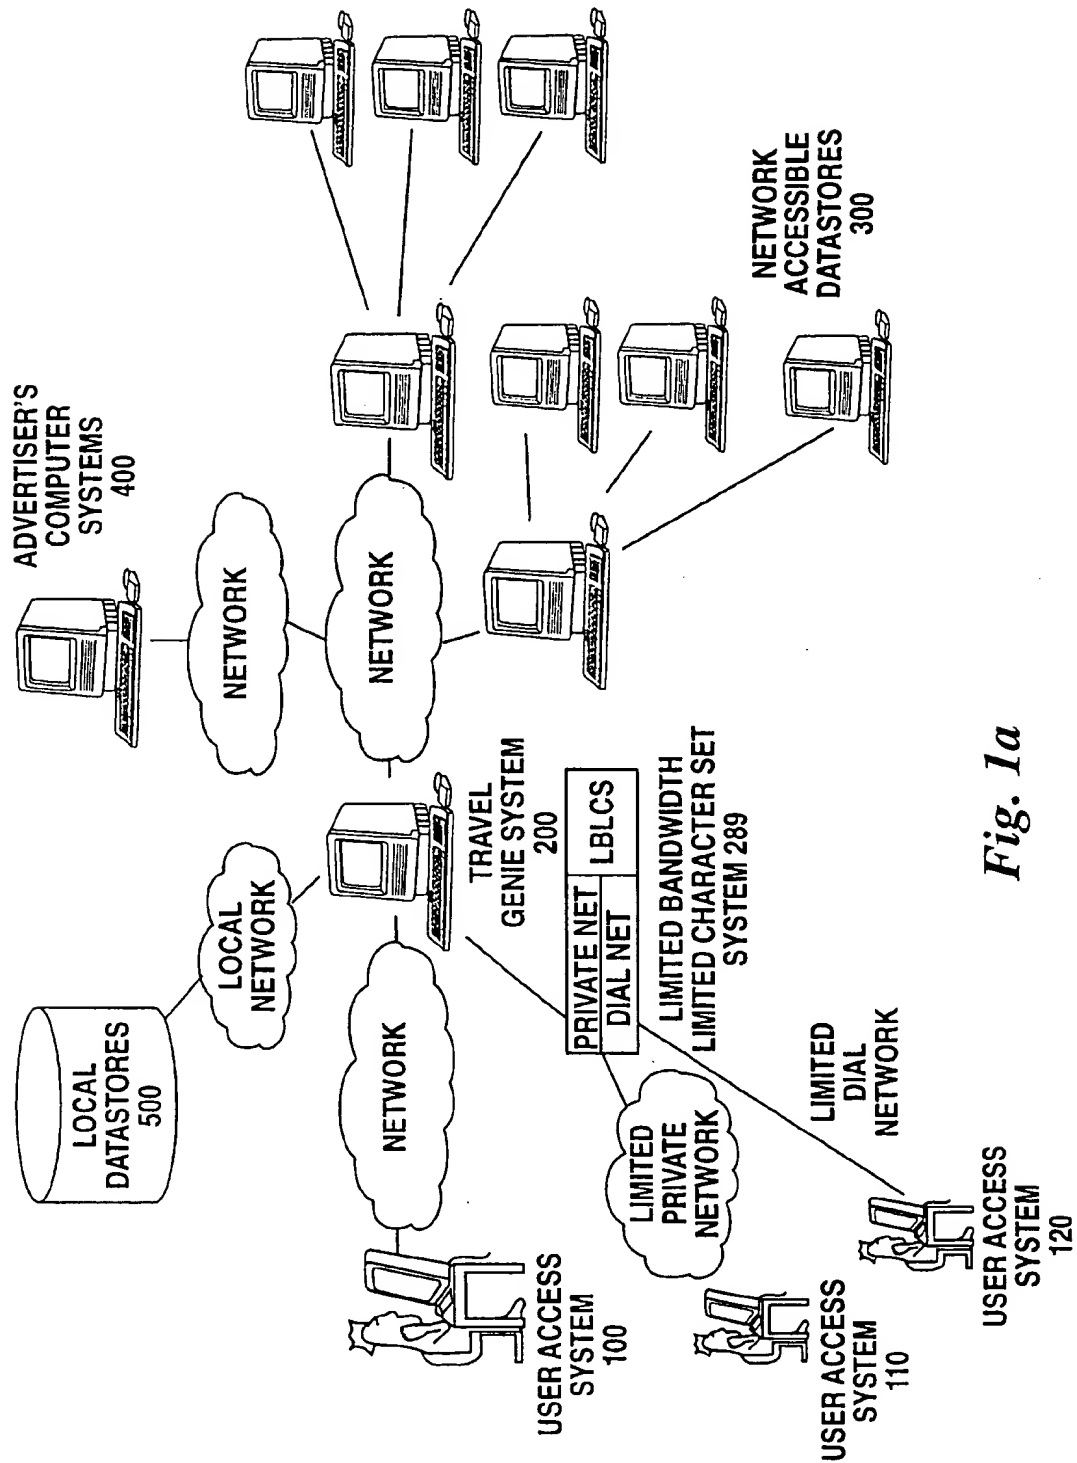 ADVERTISER'S
COMPUTER
SYSTEMS
400
LOCAL
DATASTORES
500
LOCAL
NETWORK
NETWORK
NETWORK
NETWORK
ACCESSIBLE
DATASTORES
300
NETWORK
TRAVEL
GENIE SYSTEM
200
PRIVATE NET
DIAL NET
LBLCS
LIMITED BANDWIDTH
LIMITED CHARACTER SET
SYSTEM 289
USER ACCESS
SYSTEM
100
LIMITED
PRIVATE
NETWORK
LIMITED
DIAL
NETWORK
USER ACCESS
SYSTEM
110
USER ACCESS
SYSTEM
120
Fig. 1a